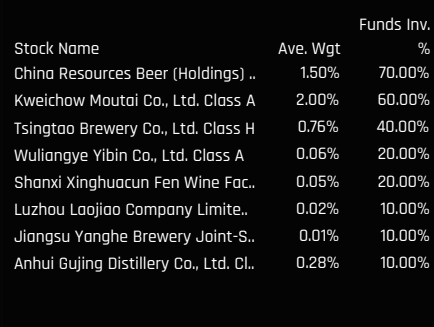 Funds Inv.
Stock Name Ave. Wgt %
China Resources Beer (Holdings) .. 1.50% 70.00%
Kweichow Moutai Co., Ltd. Class A 2.00% 60.00%
Tsingtao Brewery Co., Ltd. Class H 0.76% 40.00%
Wuliangye Yibin Co., Ltd. Class A 0.06% 20.00%
Shanxi Xinghuacun Fen Wine Fac.. 0.05% 20.00%
Luzhou Laojiao Company Limite.. 0.02% 10.00%
Jiangsu Yanghe Brewery Joint-S.. 0.01% 10.00%
Anhui Gujing Distillery Co., Ltd. Cl.. 0.28% 10.00%